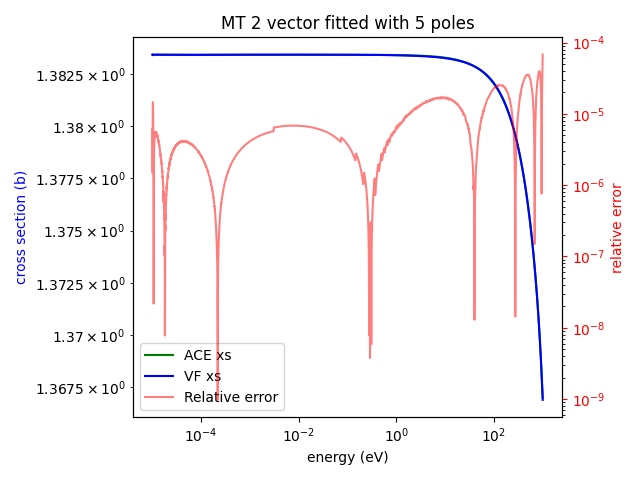 MT 2 vector fitted with 5 poles
cross section (b)
1.3825 × 10⁰
1.38 × 10⁰
1.3775 × 10⁰
1.375 × 10⁰
1.3725 × 10⁰
1.37 × 10⁰
1.3675 × 10⁰
ACE xs
VF xs
Relative error
10⁻⁴
10⁻²
10⁰
10²
energy (eV)
10⁻⁴
10⁻⁵
10⁻⁶
10⁻⁷
10⁻⁸
10⁻⁹
relative error